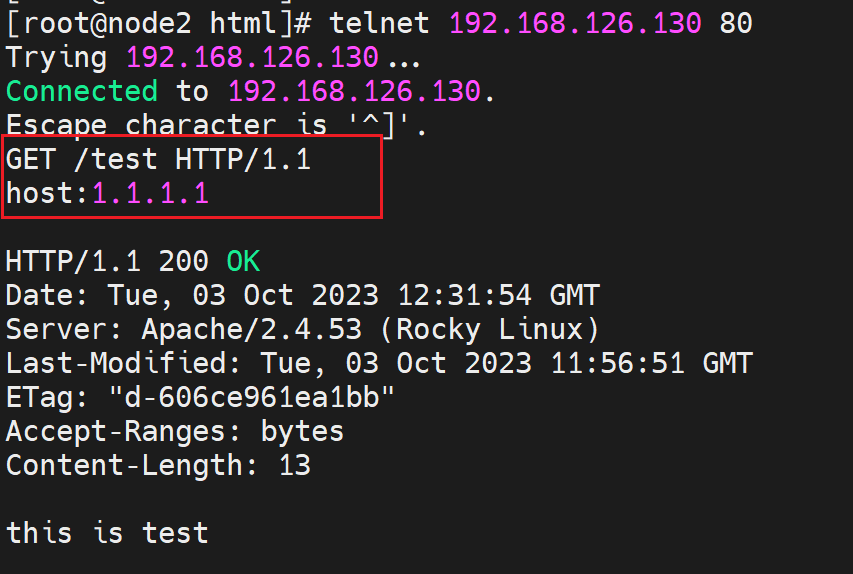 [root@node2 html]# telnet 192.168.126.130 80
Trying 192.168.126.130...
Connected to 192.168.126.130.
Escape character is '^]'.
GET /test HTTP/1.1
host:1.1.1.1
HTTP/1.1 200 OK
Date: Tue, 03 Oct 2023 12:31:54 GMT
Server: Apache/2.4.53 (Rocky Linux)
Last-Modified: Tue, 03 Oct 2023 11:56:51 GMT
ETag: "d-606ce961ea1bb"
Accept-Ranges: bytes
Content-Length: 13
this is test